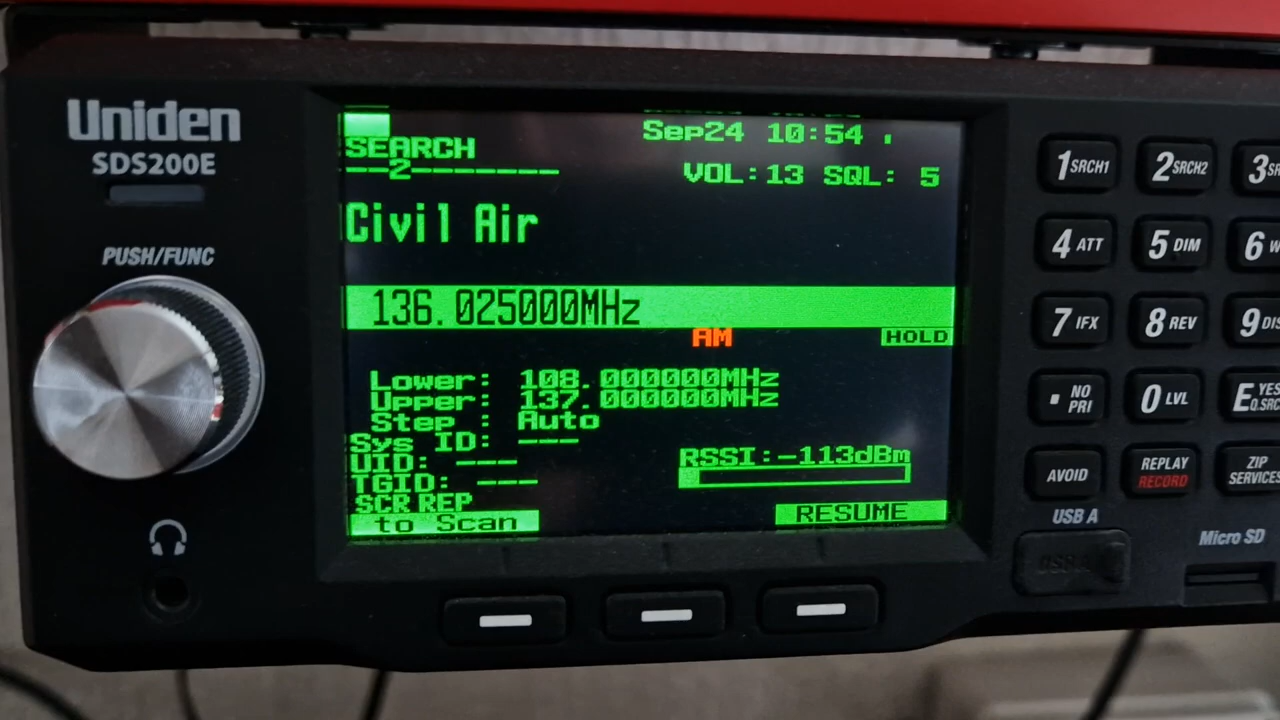 Uniden
SDS200E
PUSH/FUNC
Sep24 10:54
SEARCH
--2-------
VOL:13 SQL: 5
Civil Air
136.025000MHz
AM
HOLD
Lower: 108.000000MHz
Upper: 137.000000MHz
Step : Auto
Sys ID: ---
UID: ---
TGID: ---
RSSI:-113dBm
SCR REP
to Scan
RESUME
1 SRCH1
2 SRCH2
3
4 ATT
5 DIM
6
7 IFX
8 REV
9
. NO PRI
0 LVL
E YES
Q.SRC
AVOID
REPLAY
RECORD
ZIP
SERVICES
USB A
Micro SD